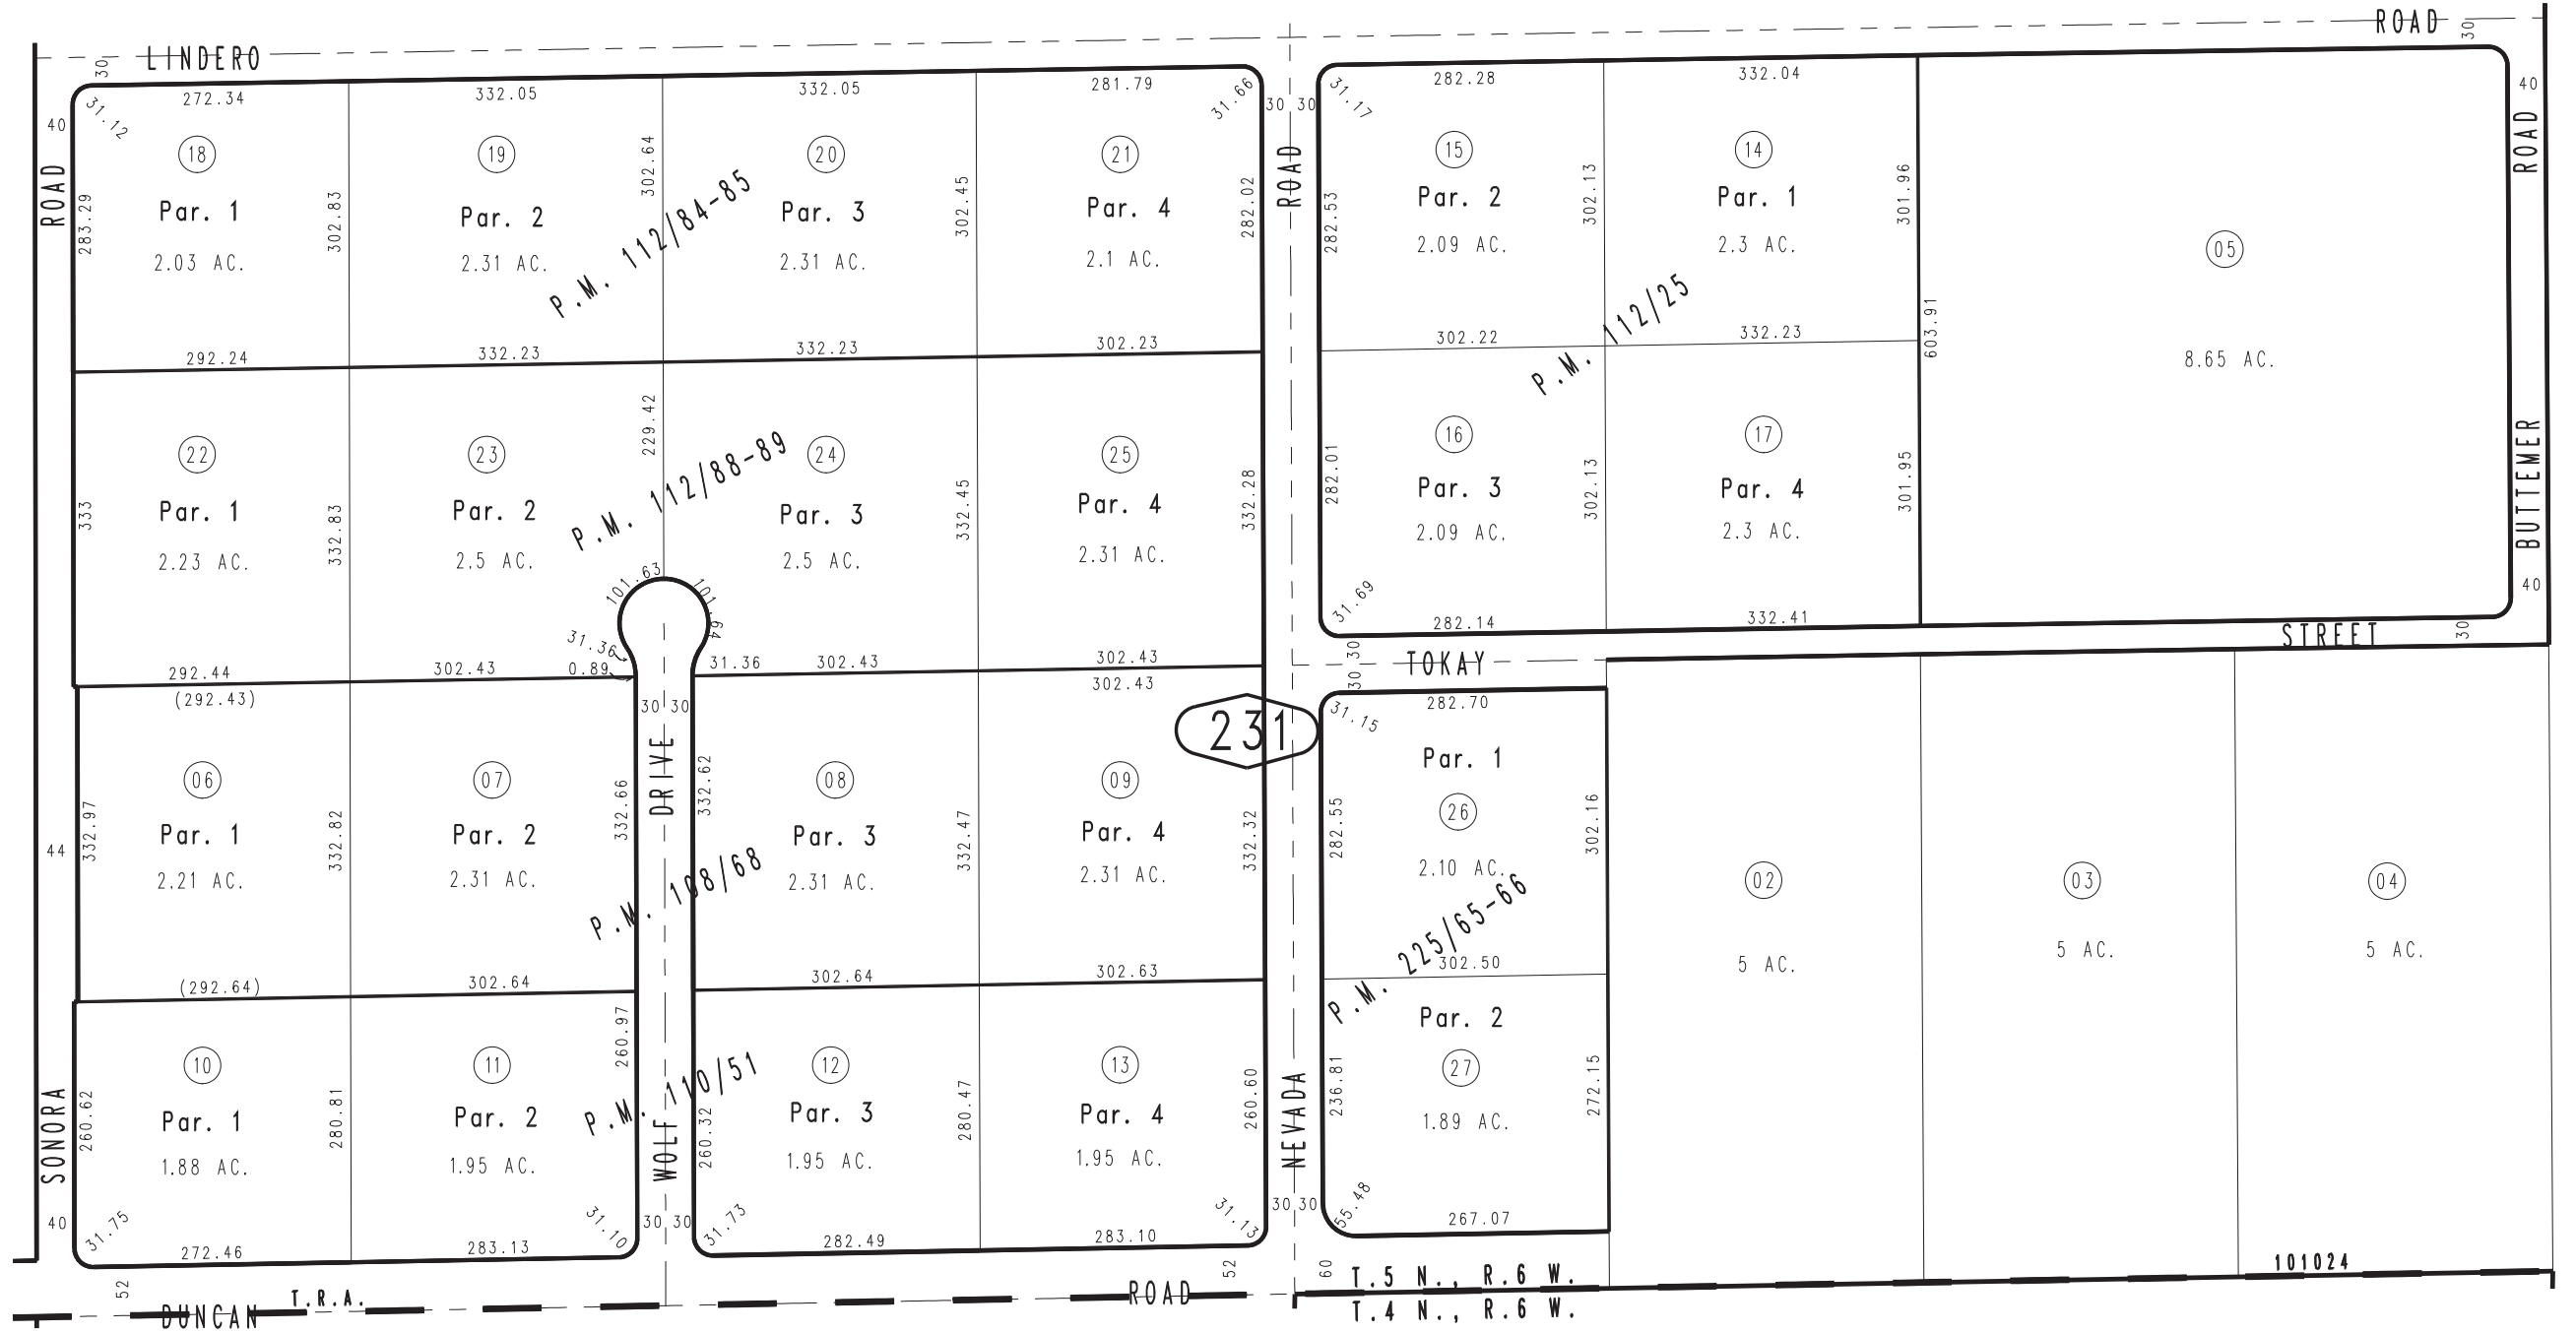 LINDERO
ROAD
30
30
272.34
332.05
332.05
281.79
282.28
332.04
31.12
31.66
30 30
31.17
40
40
ROAD
ROAD
ROAD
18
19
20
21
15
14
05
Par. 1
Par. 2
Par. 3
Par. 4
Par. 2
Par. 1
283.29
302.83
302.64
302.45
282.02
282.53
302.13
301.96
2.03 AC.
2.31 AC.
2.31 AC.
2.1 AC.
2.09 AC.
2.3 AC.
8.65 AC.
P.M. 112/84-85
P.M. 112/25
603.91
292.24
332.23
332.23
302.23
302.22
332.23
22
23
24
25
16
17
Par. 1
Par. 2
Par. 3
Par. 4
Par. 3
Par. 4
333
332.83
229.42
332.45
332.28
282.01
302.13
301.95
2.23 AC.
2.5 AC.
2.5 AC.
2.31 AC.
2.09 AC.
2.3 AC.
P.M. 112/88-89
BUTTEMER
40
101.63
101.64
31.36
0.89
31.36
31.69
292.44
302.43
302.43
302.43
282.14
332.41
STREET
30
30
30
TOKAY
(292.43)
302.43
282.70
30 30
231
31.15
DRIVE
06
07
08
09
26
02
03
04
Par. 1
Par. 2
Par. 3
Par. 4
Par. 1
44
332.97
332.82
332.66
332.62
332.47
332.32
282.55
302.16
2.21 AC.
2.31 AC.
2.31 AC.
2.31 AC.
2.10 AC.
5 AC.
5 AC.
5 AC.
P.M. 108/68
P.M. 225/65-66
(292.64)
302.64
302.64
302.63
302.50
10
11
12
13
27
Par. 1
Par. 2
Par. 3
Par. 4
Par. 2
SONORA
260.62
280.81
260.97
260.32
280.47
260.60
236.81
272.15
1.88 AC.
1.95 AC.
1.95 AC.
1.95 AC.
1.89 AC.
P.M. 110/51
WOLF
NEVADA
40
31.75
31.10
30 30
31.73
31.13
30 30
55.48
272.46
283.13
282.49
283.10
267.07
52
52
60
T.5 N., R.6 W.
101024
T.R.A.
DUNCAN
ROAD
T.4 N., R.6 W.